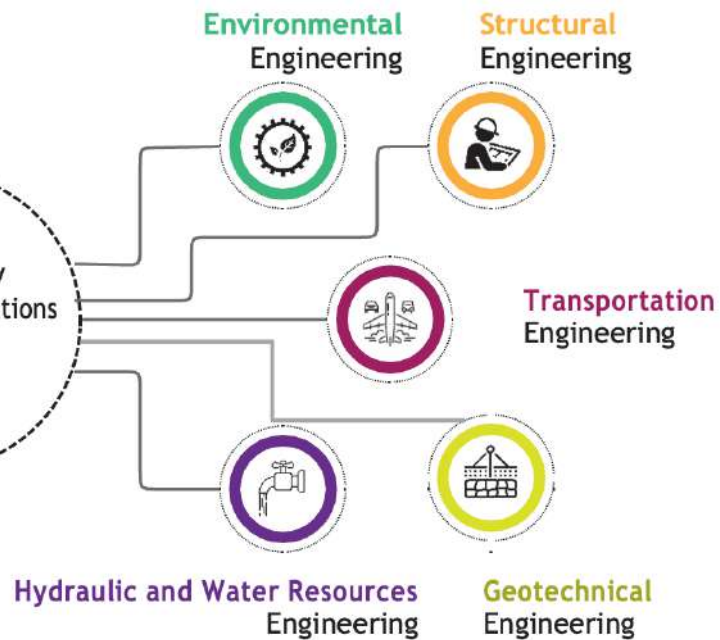 Environmental
Engineering
Structural
Engineering
tions
Transportation
Engineering
Hydraulic and Water Resources
Engineering
Geotechnical
Engineering